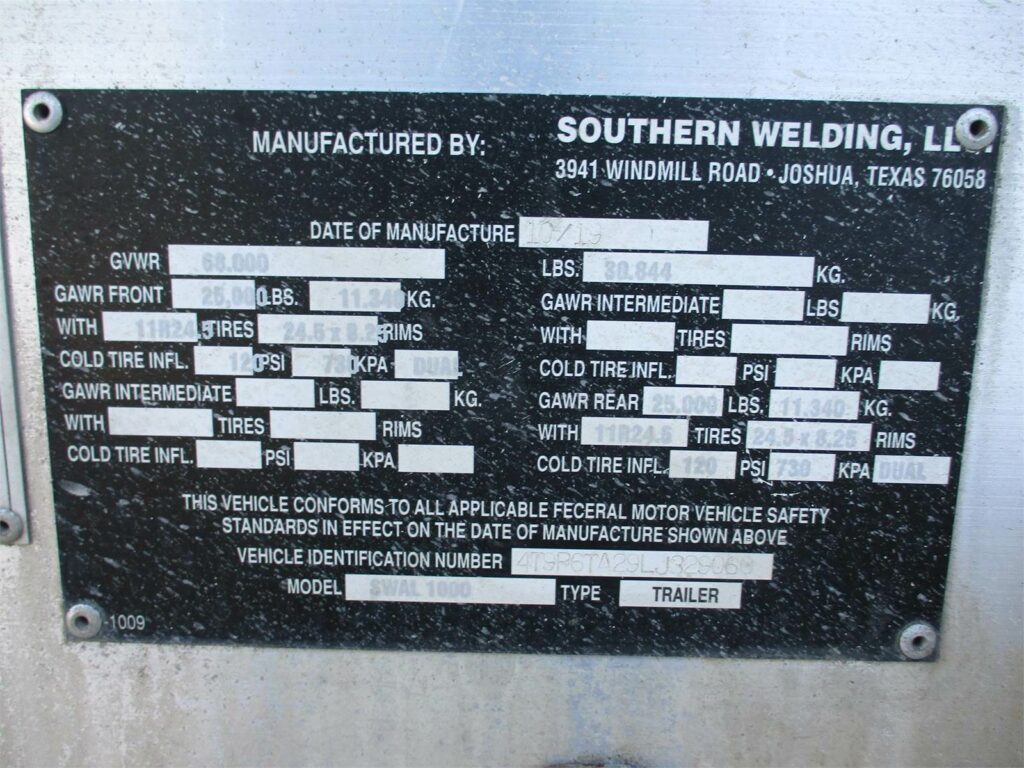 MANUFACTURED BY: SOUTHERN WELDING,
3941 WINDMILL ROAD • JOSHUA, TEXAS 76058
DATE OF MANUFACTURE 10/19
GVWR 68.000 LBS. 30.844 KG.
GAWR FRONT 25,000 LBS. 11,340 KG. GAWR INTERMEDIATE LBS KG.
WITH 11R24.5 TIRES 24.5 x 8.25 RIMS WITH TIRES RIMS
COLD TIRE INFL. 120 PSI 730 KPA DUAL COLD TIRE INFL. PSI KPA
GAWR INTERMEDIATE LBS. KG. GAWR REAR 25.000 LBS. 11.340 KG.
WITH TIRES RIMS WITH 11R24.5 TIRES 24.5 x 8.25 RIMS
COLD TIRE INFL. PSI KPA COLD TIRE INFL. 120 PSI 730 KPA DUAL
THIS VEHICLE CONFORMS TO ALL APPLICABLE FECERAL MOTOR VEHICLE SAFETY
STANDARDS IN EFFECT ON THE DATE OF MANUFACTURE SHOWN ABOVE
VEHICLE IDENTIFICATION NUMBER
MODEL SWAL 1000 TYPE TRAILER
-1009